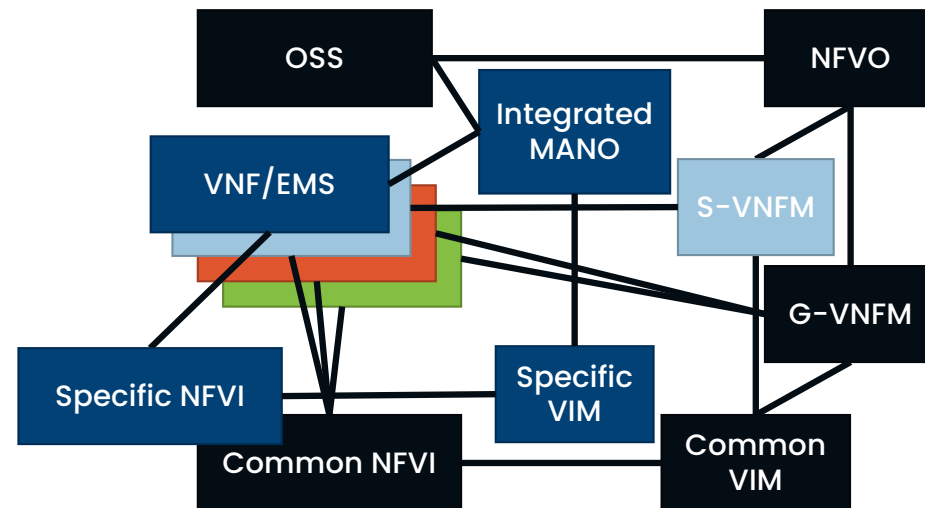 OSS
NFVO
Integrated
MANO
VNF/EMS
S-VNFM
G-VNFM
Specific NFVI
Specific
VIM
Common NFVI
Common
VIM